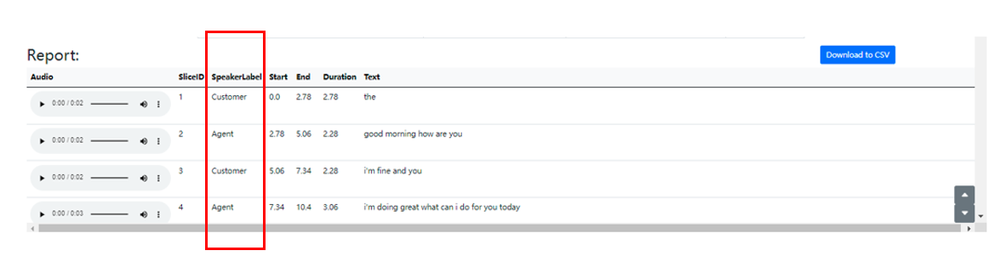 Report:
Download to CSV
Audio SliceID SpeakerLabel Start End Duration Text
0:00 / 0:02 1 Customer 0.0 2.78 2.78 the
0:00 / 0:02 2 Agent 2.78 5.06 2.28 good morning how are you
0:00 / 0:02 3 Customer 5.06 7.34 2.28 i'm fine and you
0:00 / 0:03 4 Agent 7.34 10.4 3.06 i'm doing great what can i do for you today